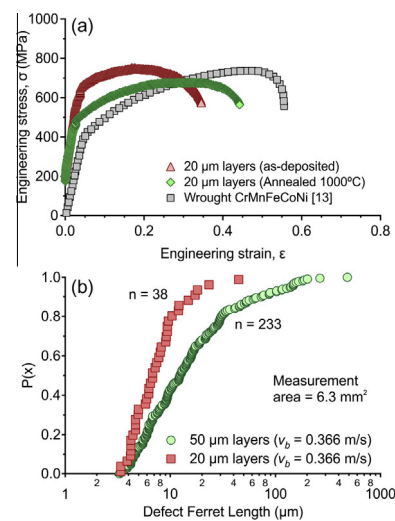 (a)
1000
800
600
400
200
0
Engineering stress, σ (MPa)
20 µm layers (as-deposited)
20 µm layers (Annealed 1000ºC)
Wrought CrMnFeCoNi [13]
0.0 0.2 0.4 0.6 0.8
Engineering strain, ε
(b)
1.0
0.8
0.6
0.4
0.2
0.0
P(x)
n = 38
n = 233
Measurement
area = 6.3 mm²
50 µm layers (vb = 0.366 m/s)
20 µm layers (vb = 0.366 m/s)
2 4 6 8 2 4 6 8 2 4 6 8
1 10 100 1000
Defect Ferret Length (µm)